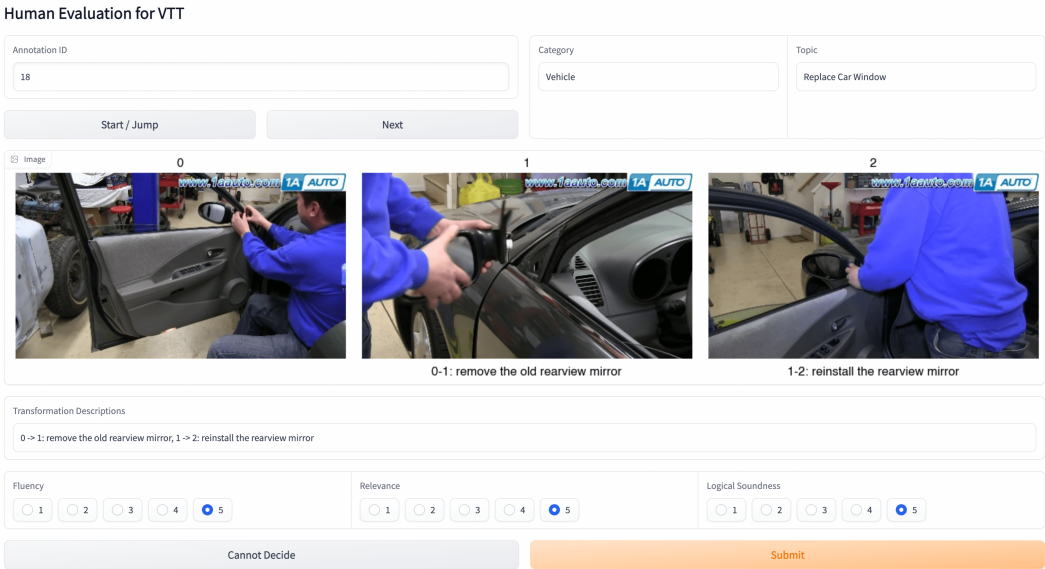 Human Evaluation for VTT
Annotation ID
18
Category
Vehicle
Topic
Replace Car Window
Start / Jump
Next
Image
0
1
2
www.1aauto.com 1A AUTO
www.1aauto.com 1A AUTO
www.1aauto.com 1A AUTO
0-1: remove the old rearview mirror
1-2: reinstall the rearview mirror
Transformation Descriptions
0 -> 1: remove the old rearview mirror, 1 -> 2: reinstall the rearview mirror
Fluency
1 2 3 4 5
Relevance
1 2 3 4 5
Logical Soundness
1 2 3 4 5
Cannot Decide
Submit